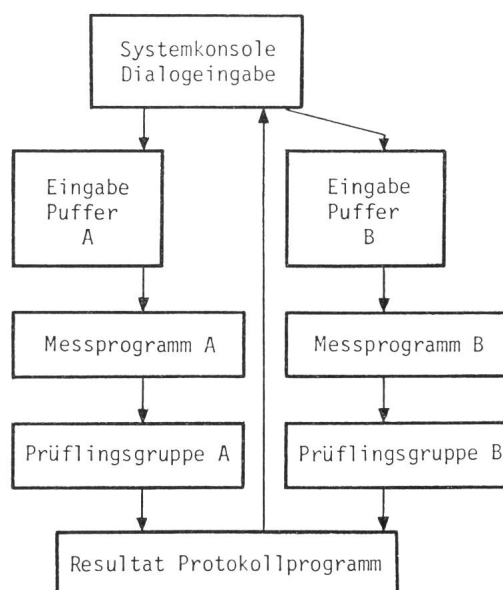 Systemkonsole
Dialogeingabe
Eingabe
Puffer
A
Eingabe
Puffer
B
Messprogramm A
Messprogramm B
Prüflingsgruppe A
Prüflingsgruppe B
Resultat Protokollprogramm